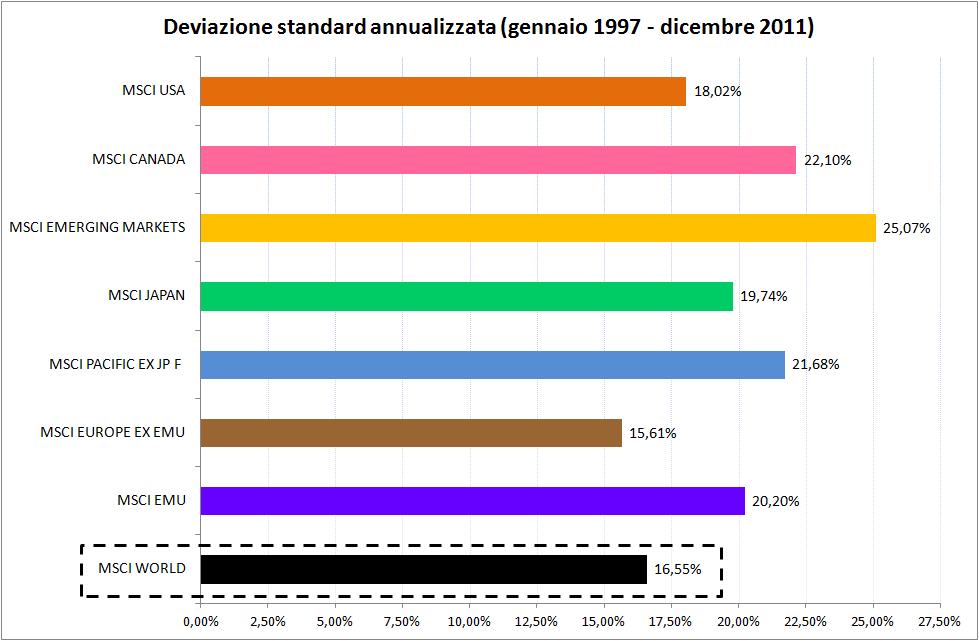 Deviazione standard annualizzata (gennaio 1997 - dicembre 2011)
MSCI USA 18,02%
MSCI CANADA 22,10%
MSCI EMERGING MARKETS 25,07%
MSCI JAPAN 19,74%
MSCI PACIFIC EX JP F 21,68%
MSCI EUROPE EX EMU 15,61%
MSCI EMU 20,20%
MSCI WORLD 16,55%
0,00% 2,50% 5,00% 7,50% 10,00% 12,50% 15,00% 17,50% 20,00% 22,50% 25,00% 27,50%